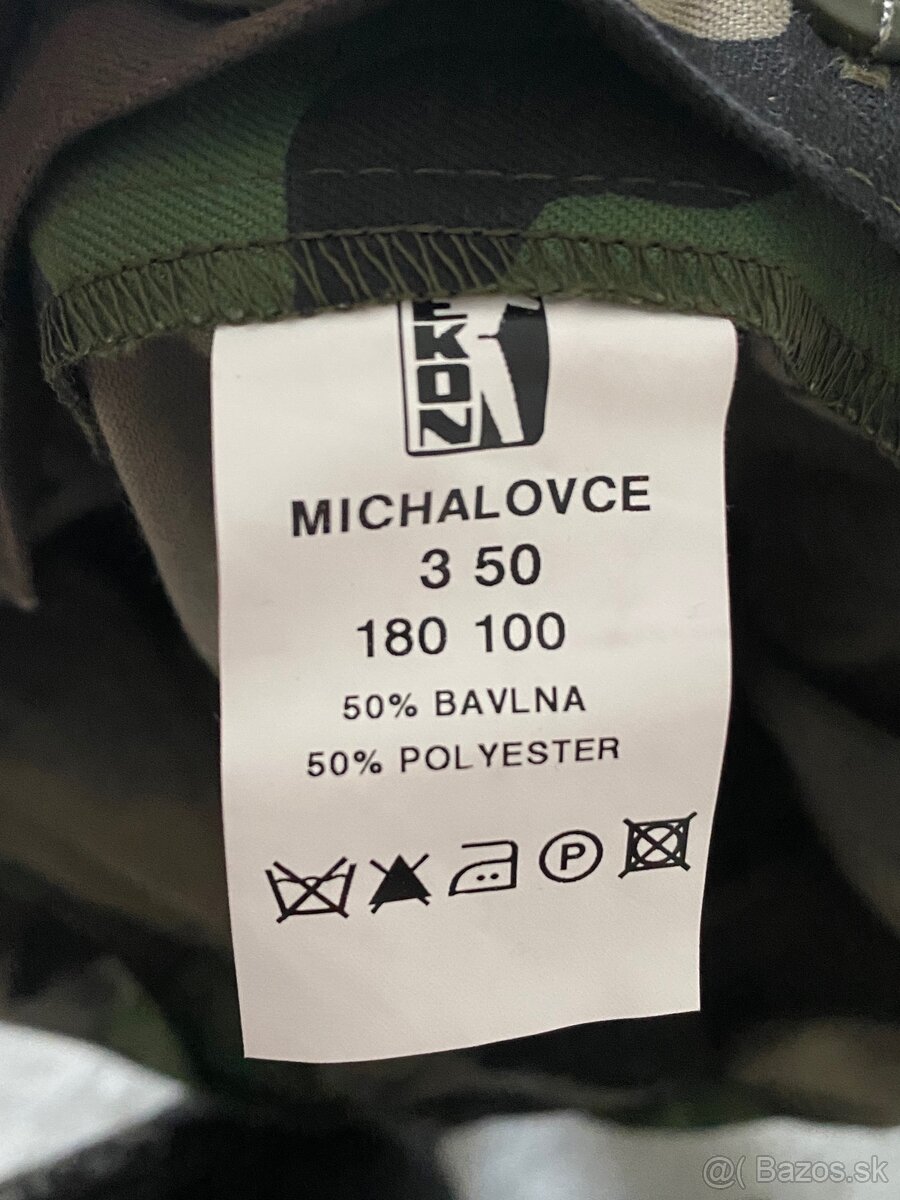 EKON
MICHALOVCE
3 50
180 100
50% BAVLNA
50% POLYESTER
P
@( Bazos.sk